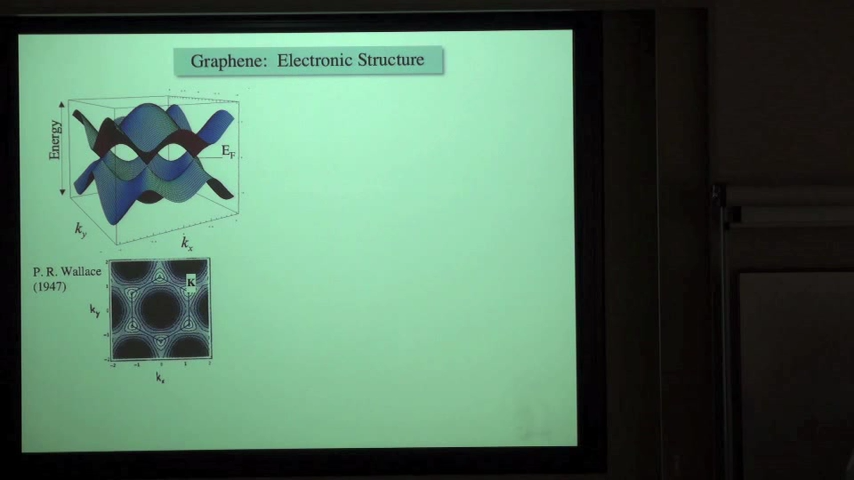 Graphene: Electronic Structure
Energy
E_F
k_y
k_x
P. R. Wallace
(1947)
K
k_y
k_x